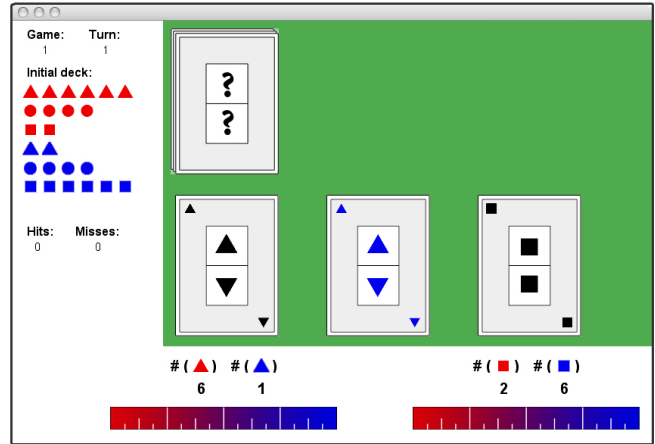 Game: Turn:
1 1
Initial deck:
?
?
Hits: Misses:
0 0
# ( ) # ( ) # ( ) # ( )
6 1 2 6